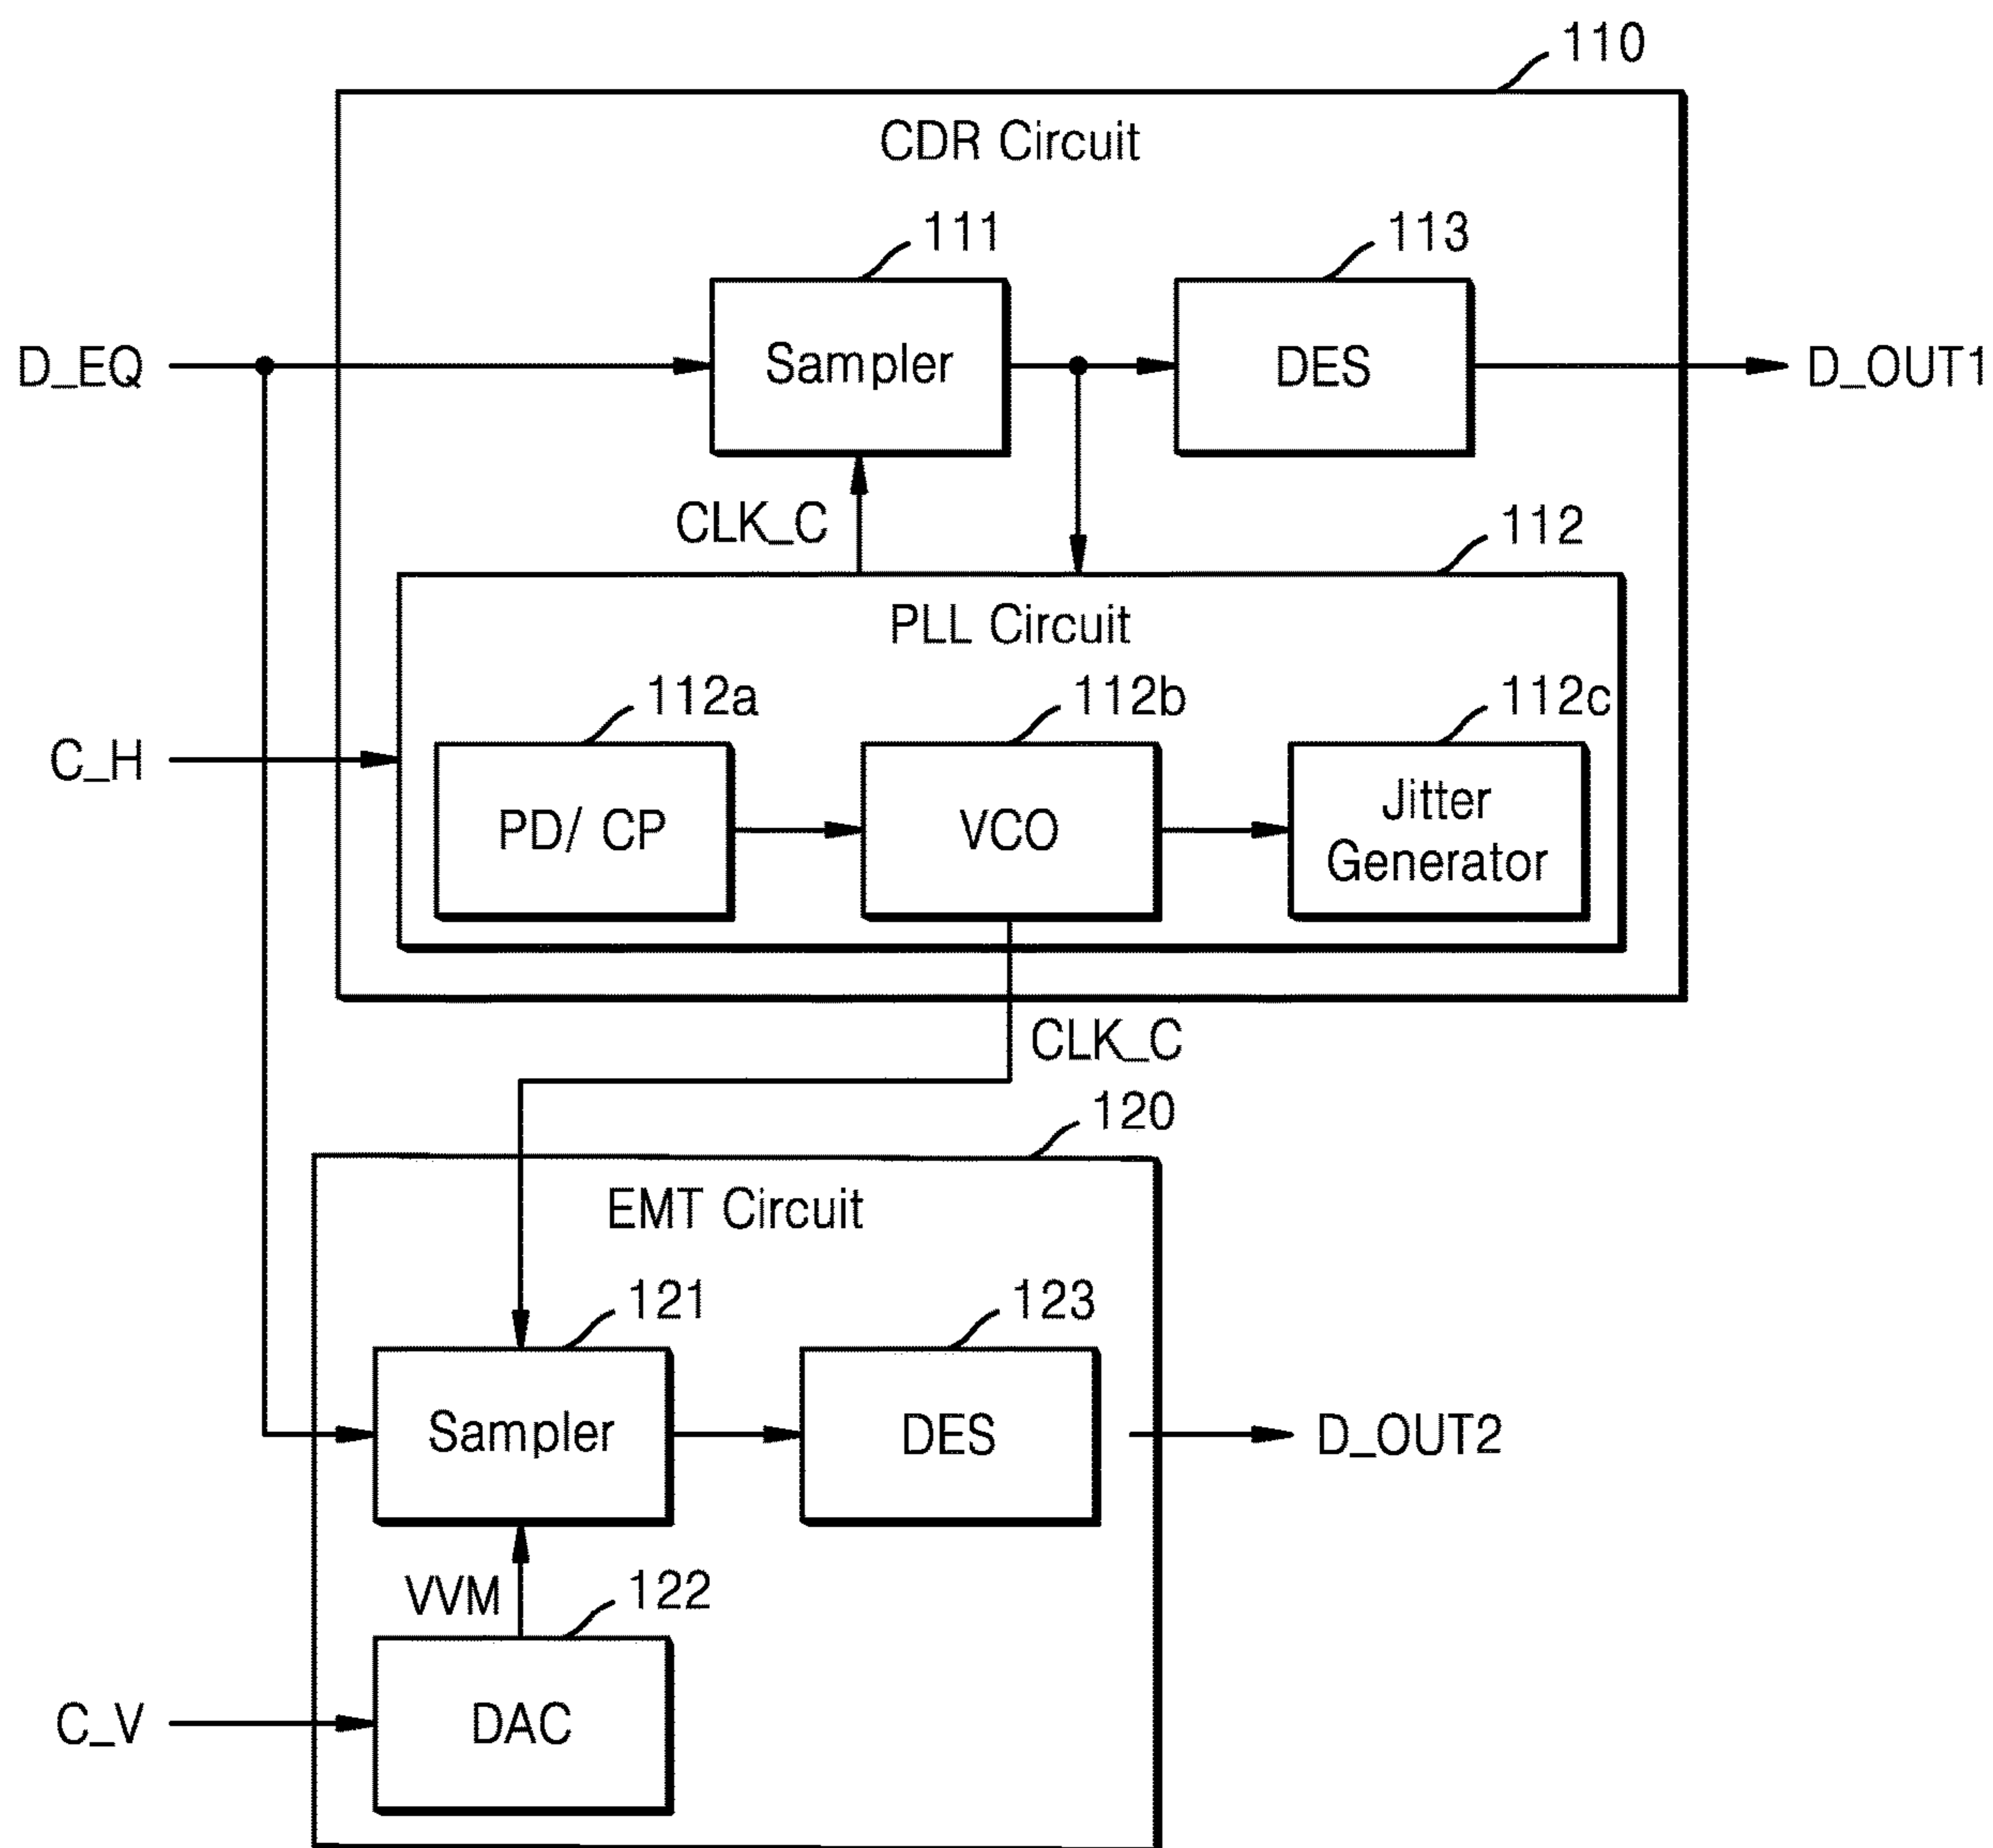 110
CDR Circuit
111
113
D_EQ
Sampler
DES
D_OUT1
CLK_C
112
PLL Circuit
112a
112b
112c
C_H
PD/ CP
VCO
Jitter
Generator
CLK_C
120
EMT Circuit
121
123
Sampler
DES
D_OUT2
VVM
122
C_V
DAC